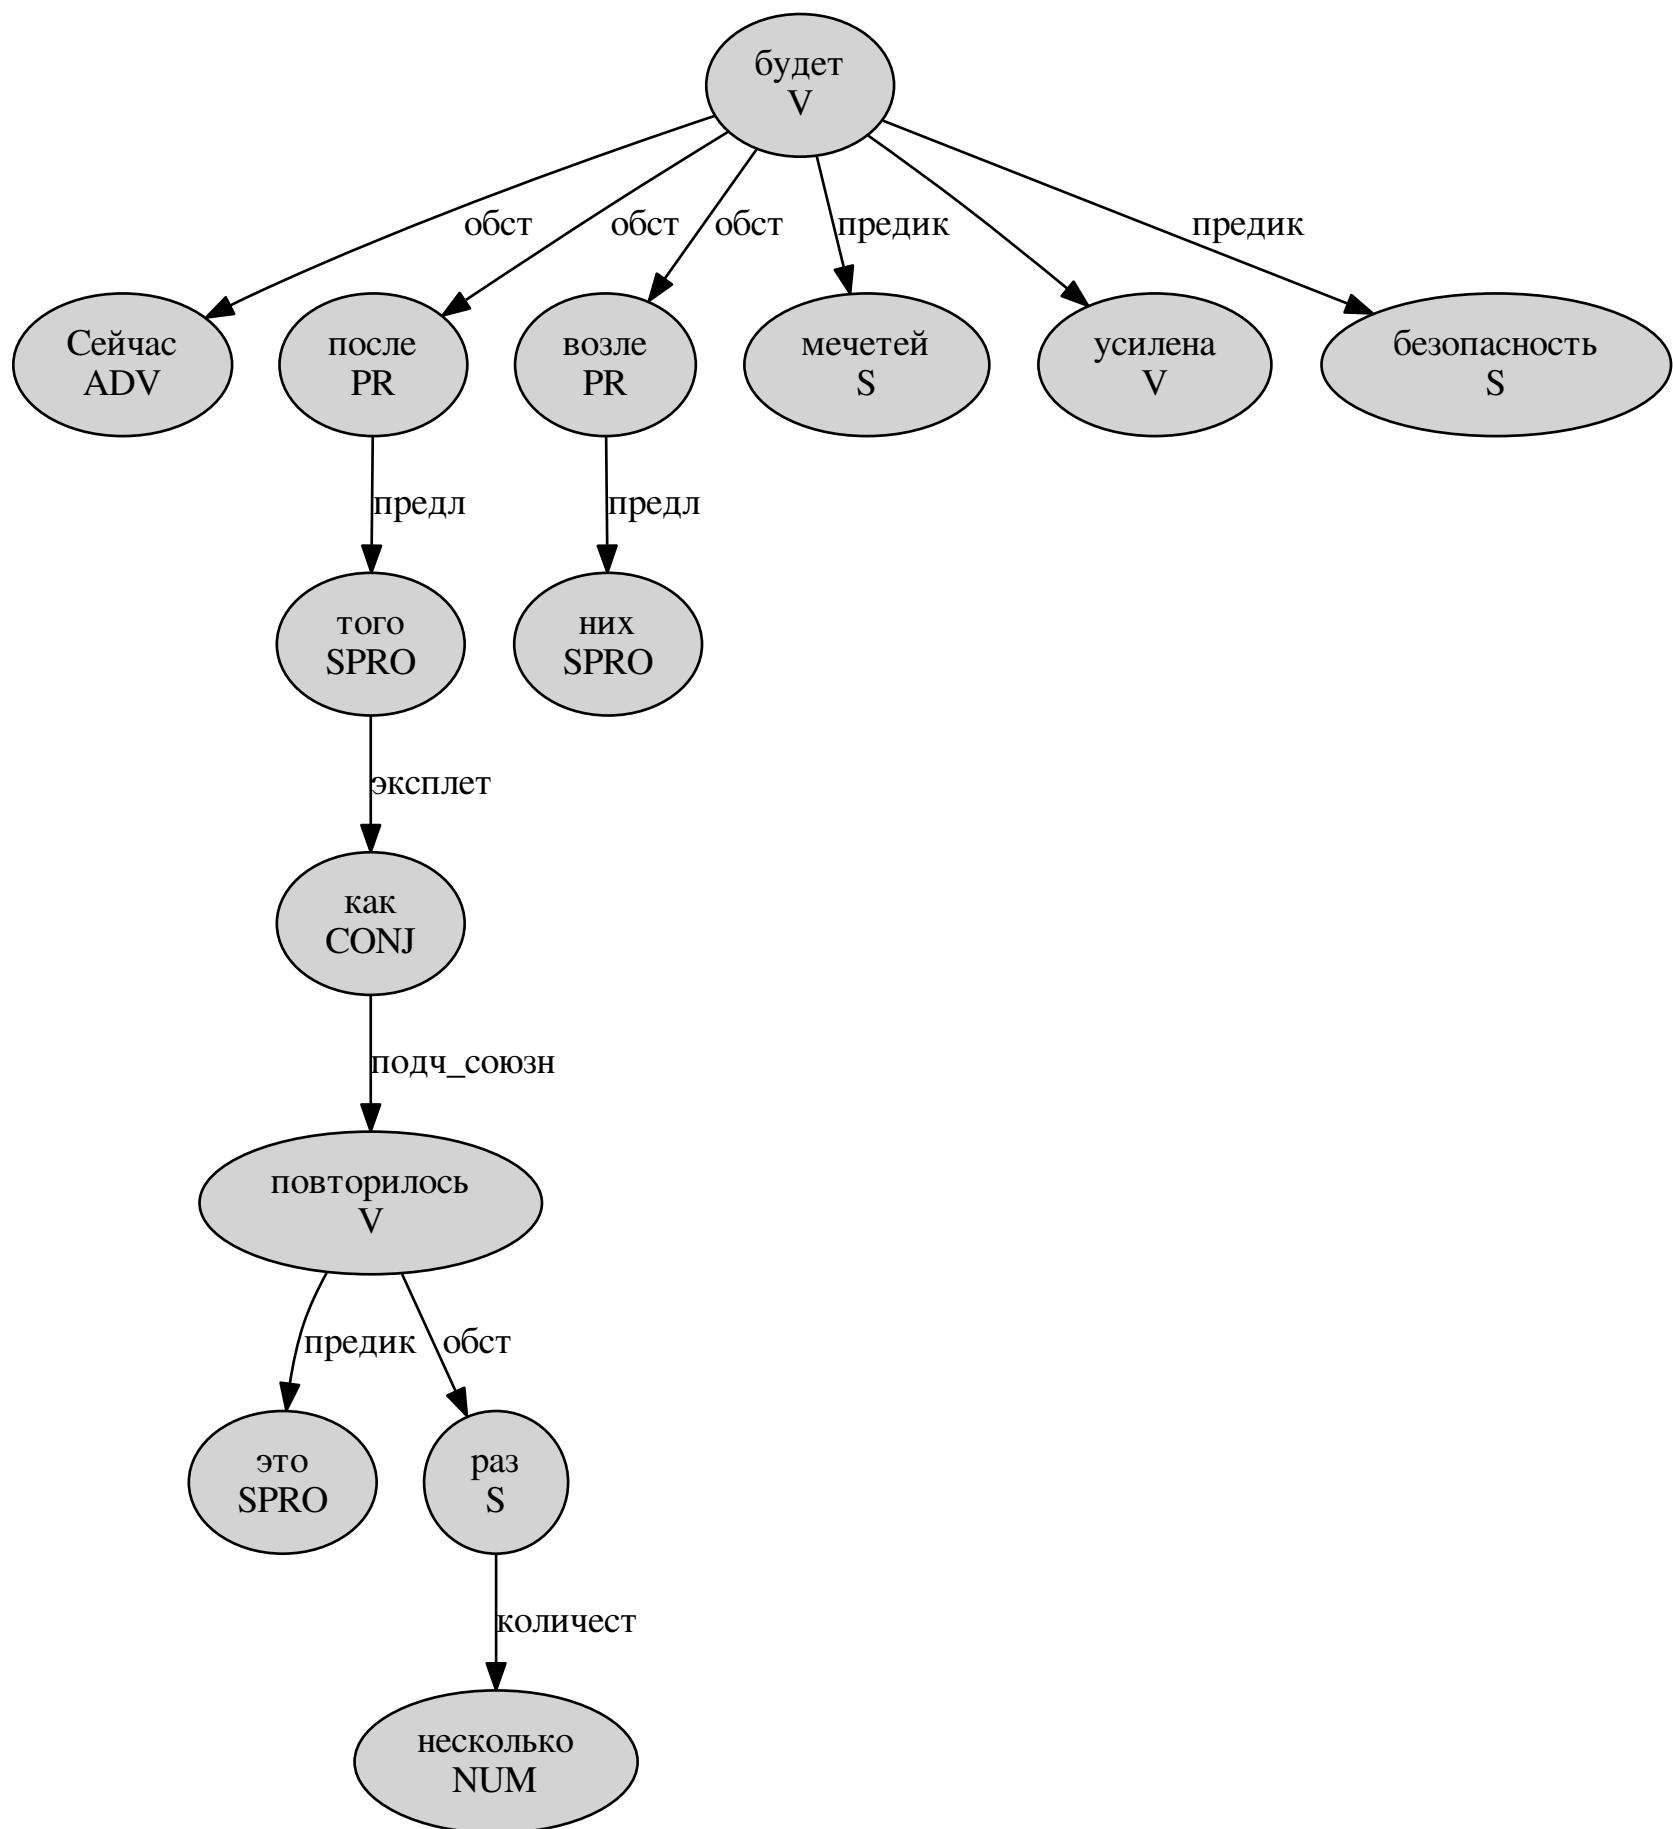 будет
V
обст
обст
обст
предик
предик
Сейчас
ADV
после
PR
возле
PR
мечетей
S
усилена
V
безопасность
S
предл
предл
того
SPRO
них
SPRO
эксплет
как
CONJ
подч_союзн
повторилось
V
предик
обст
это
SPRO
раз
S
количест
несколько
NUM